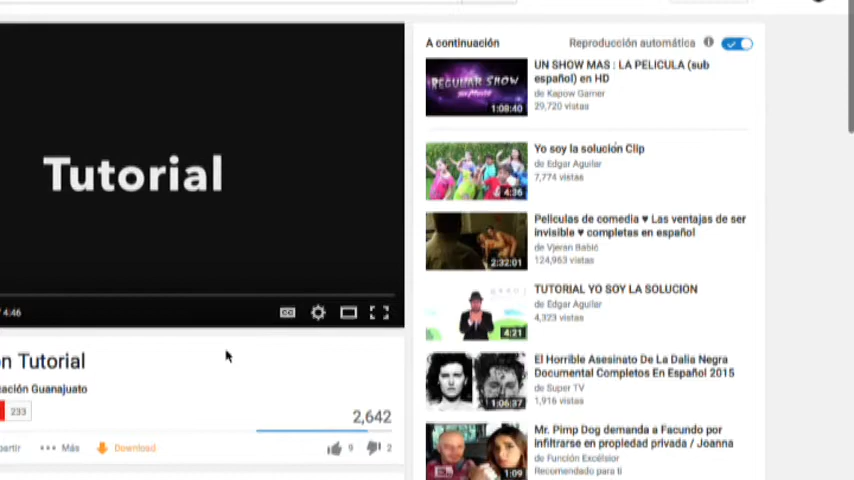 A continuación
Reproducción automática
REGULAR SHOW
1:08:40
UN SHOW MAS : LA PELICULA (sub
español) en HD
de Kapow Gamer
29,720 vistas
Tutorial
4:36
Yo soy la solución Clip
de Edgar Aguilar
7,774 vistas
2:32:01
Peliculas de comedia ♥ Las ventajas de ser
invisible ♥ completas en español
de Vjeran Babić
124,963 vistas
/ 4:46
4:21
TUTORIAL YO SOY LA SOLUCION
de Edgar Aguilar
4,323 vistas
n Tutorial
ación Guanajuato
233
2,642
1:06:37
El Horrible Asesinato De La Dalia Negra
Documental Completos En Español 2015
de Super TV
1,916 vistas
partir
••• Más
Download
9
2
1:09
Mr. Pimp Dog demanda a Facundo por
infiltrarse en propiedad privada / Joanna
de Función Excélsior
Recomendado para ti